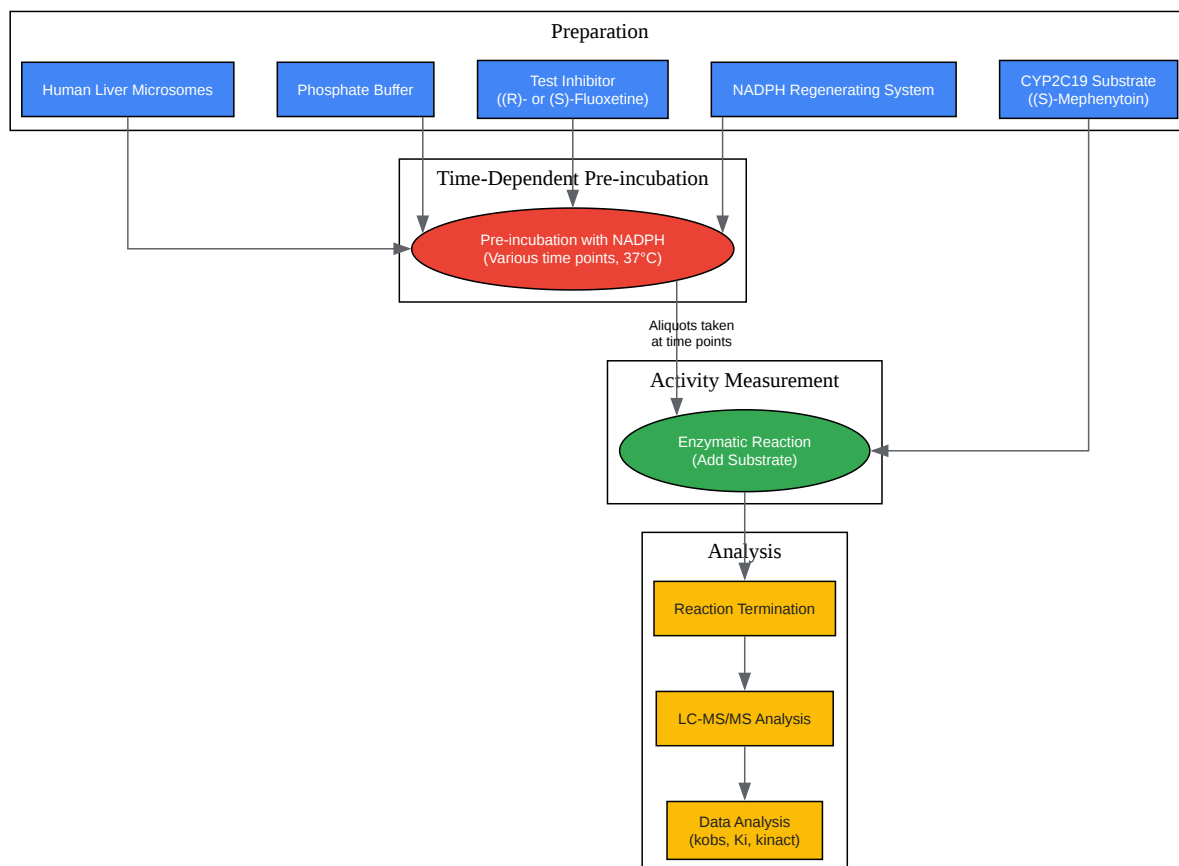 Preparation
Human Liver Microsomes
Phosphate Buffer
Test Inhibitor
((R)- or (S)-Fluoxetine)
NADPH Regenerating System
CYP2C19 Substrate
((S)-Mephenytoin)
Time-Dependent Pre-incubation
Pre-incubation with NADPH
(Various time points, 37°C)
Aliquots taken
at time points
Activity Measurement
Enzymatic Reaction
(Add Substrate)
Analysis
Reaction Termination
LC-MS/MS Analysis
Data Analysis
(kobs, Ki, kinact)